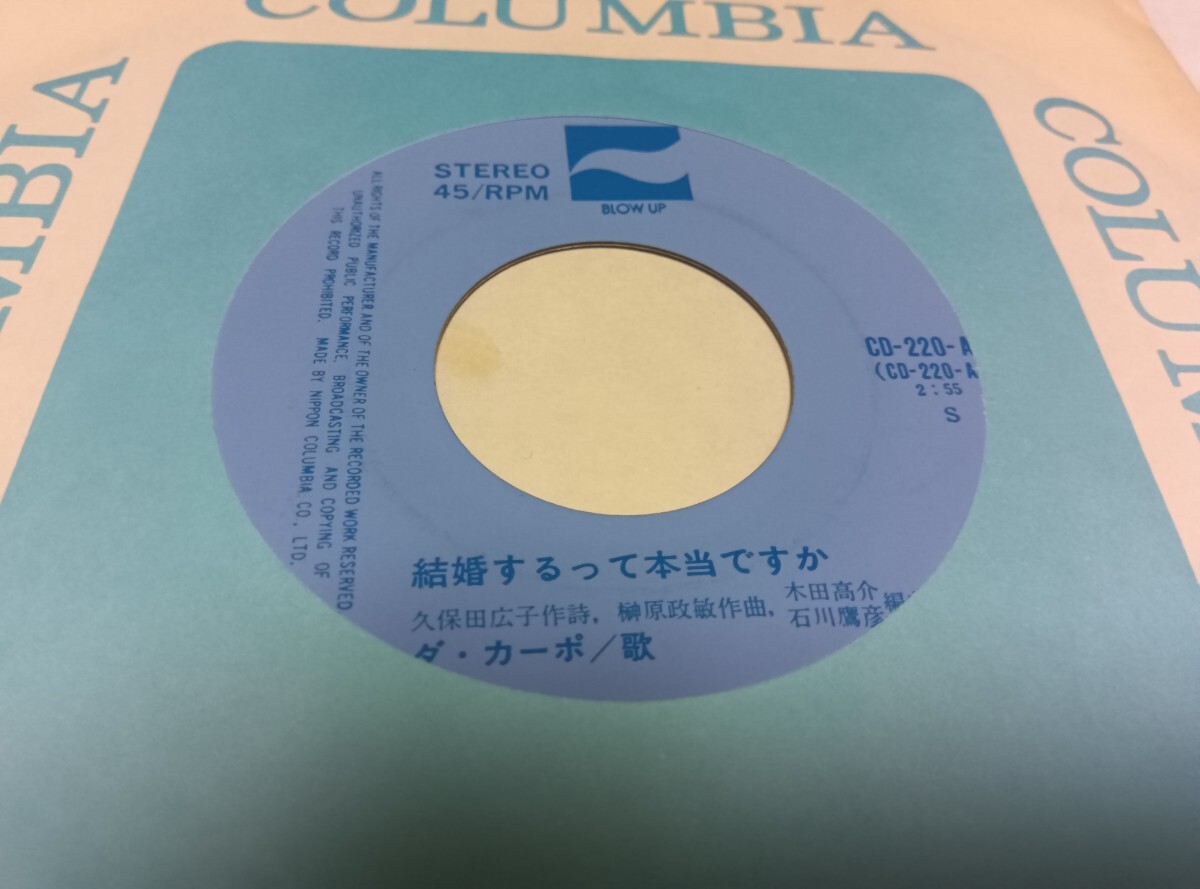 COLUMBIA
STEREO
45/RPM
BLOW UP
ALL RIGHTS OF THE MANUFACTURER AND OF THE OWNER OF THE RECORDED WORK RESERVED
UNAUTHORIZED PUBLIC PERFORMANCE, BROADCASTING AND COPYING OF
THIS RECORD PROHIBITED. MADE BY NIPPON COLUMBIA CO., LTD.
CD-220-A
(CD-220-A
2:55
S
結婚するって本当ですか
久保田広子作詩, 榊原政敏作曲, 木田高介
石川鷹彦 編
ダ・カーポ/歌
MBIA
COLUM